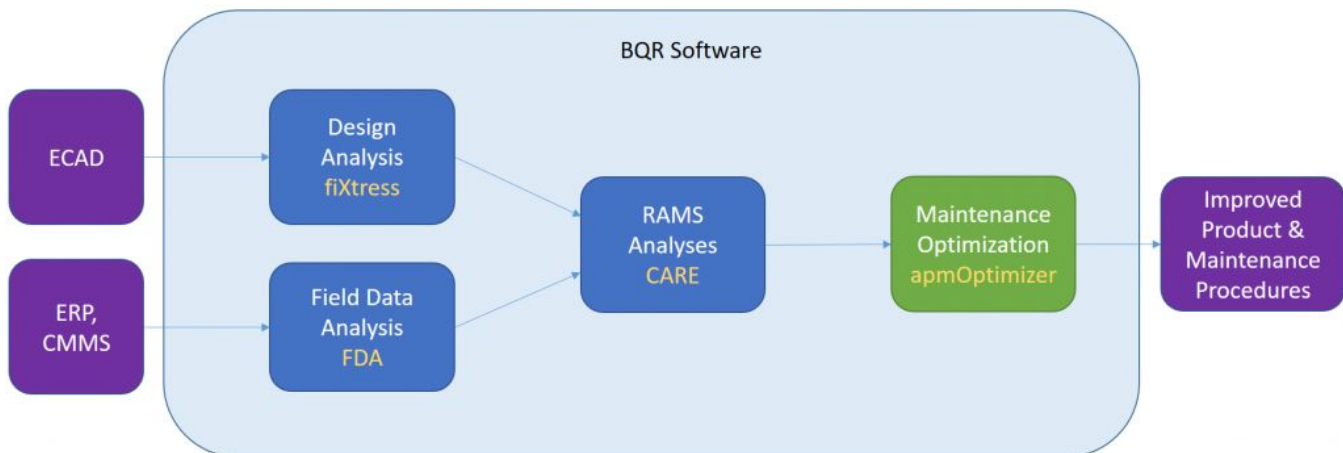 BQR Software
ECAD
Design
Analysis
fiXtress
ERP,
CMMS
Field Data
Analysis
FDA
RAMS
Analyses
CARE
Maintenance
Optimization
apmOptimizer
Improved
Product &
Maintenance
Procedures